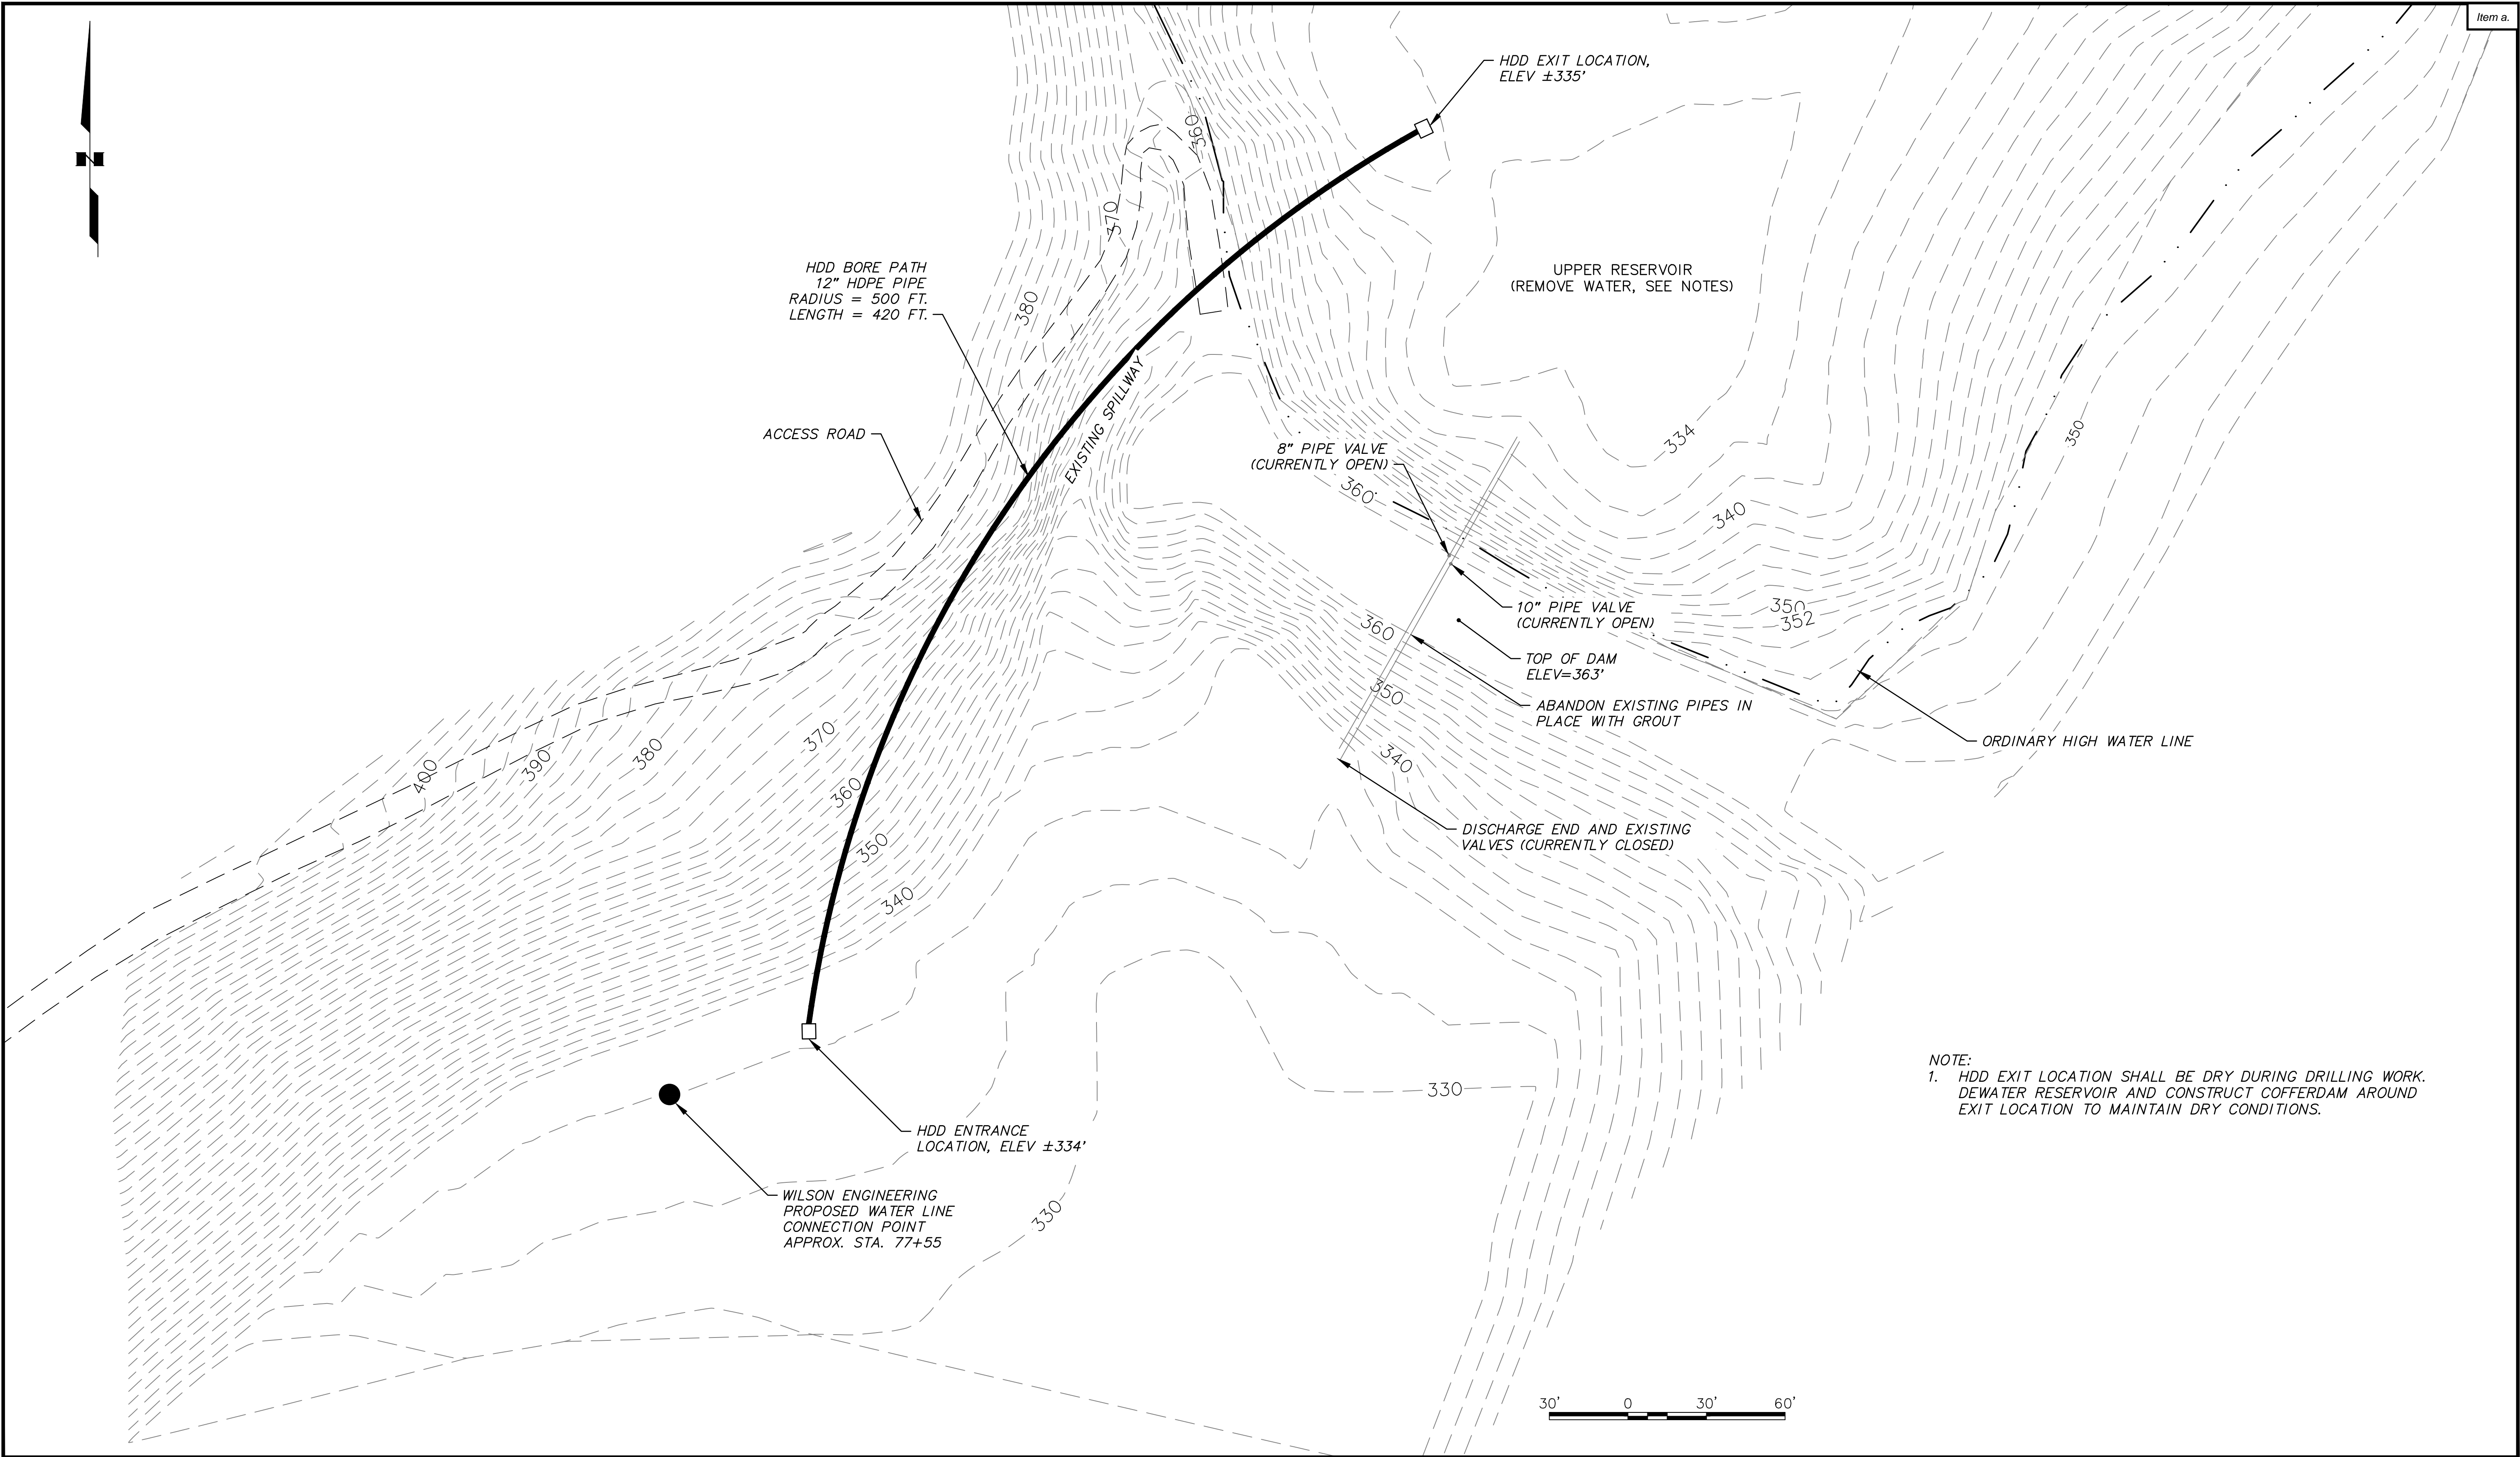 Item a.
HDD EXIT LOCATION,
ELEV ±335'
360
370
HDD BORE PATH
12" HDPE PIPE
RADIUS = 500 FT.
LENGTH = 420 FT.
380
UPPER RESERVOIR
(REMOVE WATER, SEE NOTES)
EXISTING SPILLWAY
ACCESS ROAD
8" PIPE VALVE
(CURRENTLY OPEN)
334
350
360
340
10" PIPE VALVE
(CURRENTLY OPEN)
350
352
360
TOP OF DAM
ELEV=363'
350
ABANDON EXISTING PIPES IN
PLACE WITH GROUT
ORDINARY HIGH WATER LINE
340
370
380
390
400
360
350
340
DISCHARGE END AND EXISTING
VALVES (CURRENTLY CLOSED)
N
330
NOTE:
1. HDD EXIT LOCATION SHALL BE DRY DURING DRILLING WORK.
DEWATER RESERVOIR AND CONSTRUCT COFFERDAM AROUND
EXIT LOCATION TO MAINTAIN DRY CONDITIONS.
HDD ENTRANCE
LOCATION, ELEV ±334'
WILSON ENGINEERING
PROPOSED WATER LINE
CONNECTION POINT
APPROX. STA. 77+55
330
30' 0 30' 60'